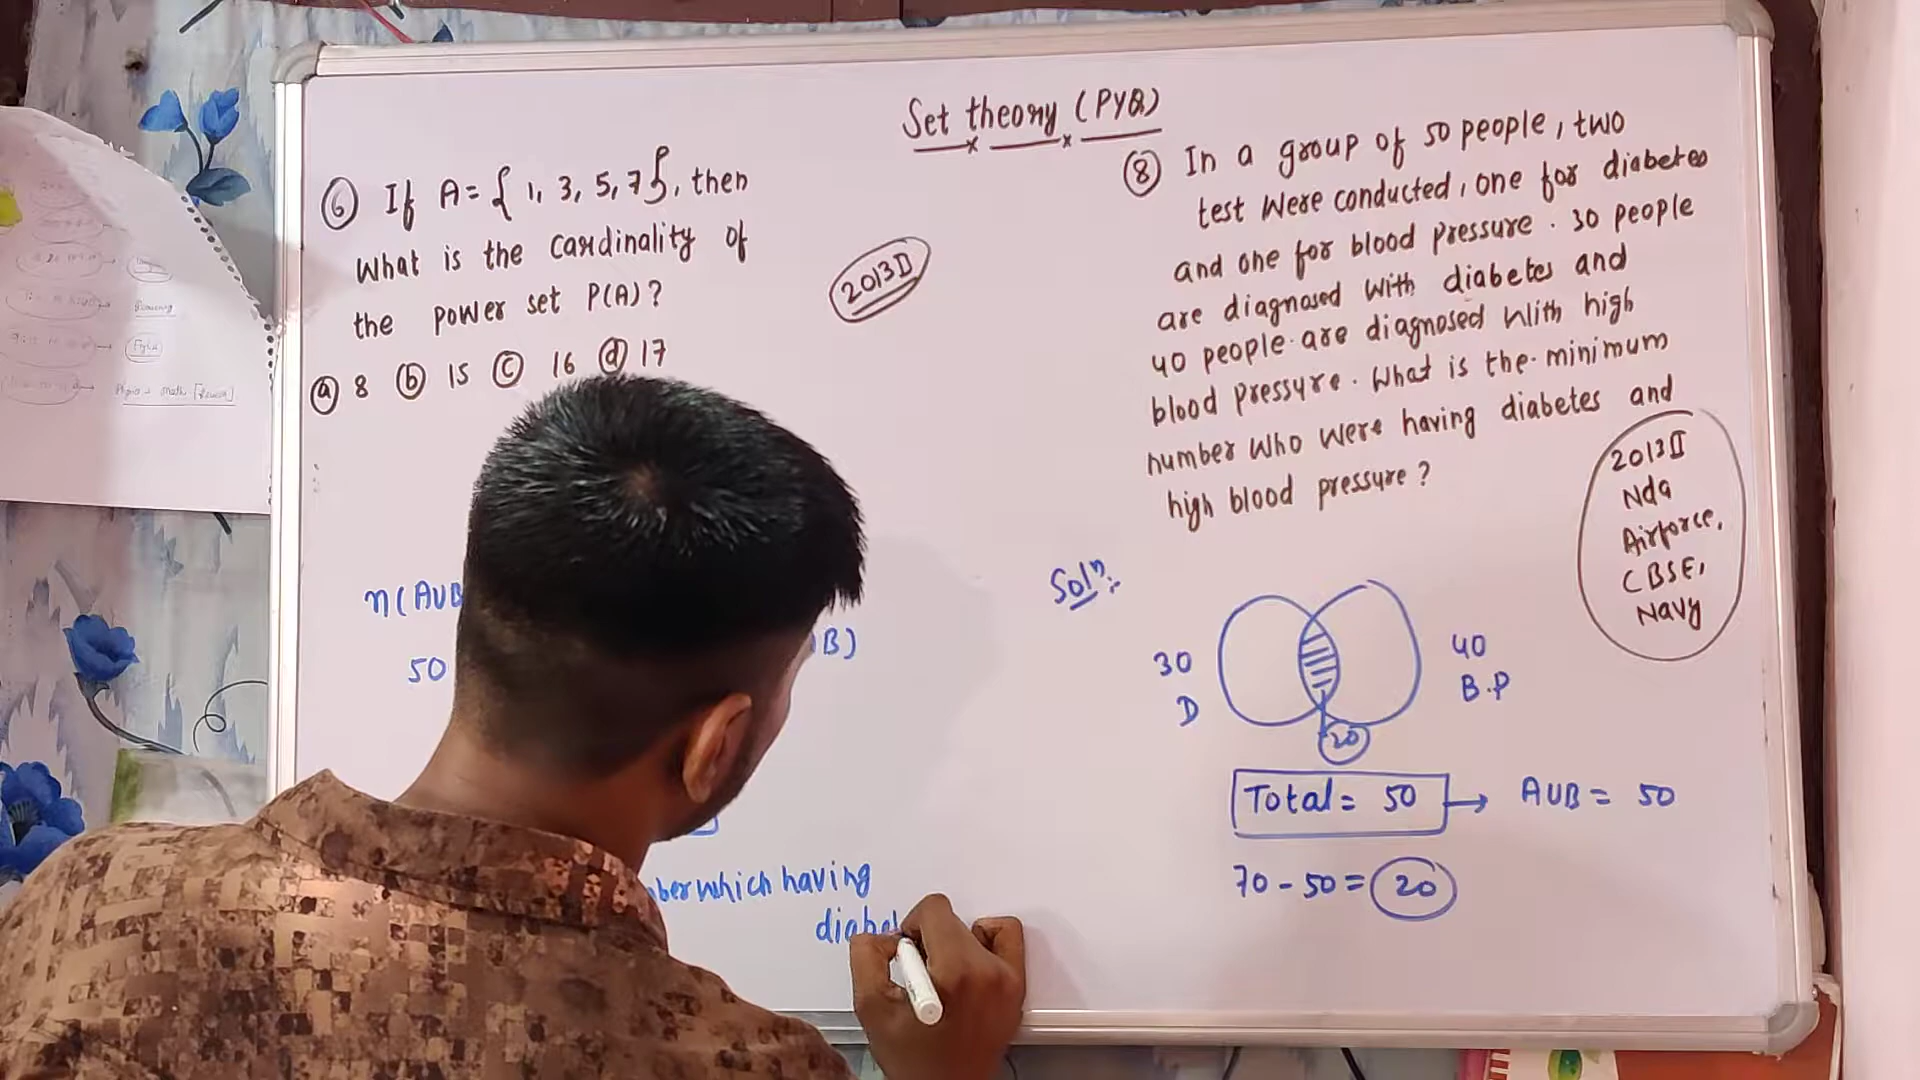 Set theory (PYQ)
⑥ If A = { 1, 3, 5, 7 }, then
What is the cardinality of
the power set P(A) ?
ⓐ 8 ⓑ 15 ⓒ 16 ⓓ 17
2013 II
n(AUB
B)
50
which having
⑧ In a group of 50 people, two
test Were conducted, one for diabetes
and one for blood pressure. 30 people
are diagnosed With diabetes and
40 people are diagnosed With high
blood pressure. What is the minimum
number Who Were having diabetes and
high blood pressure ?
2013 II
Nda
Airforce,
CBSE,
Navy
Solⁿ:
30
D
40
B.P
20
Total = 50 → AUB = 50
70 - 50 = 20